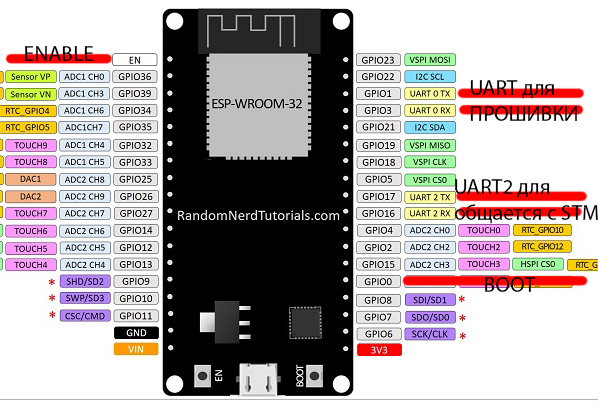 ENABLE EN
Sensor VP ADC1 CH0 GPIO36
Sensor VN ADC1 CH3 GPIO39
RTC_GPIO4 ADC1 CH6 GPIO34
RTC_GPIO5 ADC1CH7 GPIO35
TOUCH9 ADC1 CH4 GPIO32
TOUCH8 ADC1 CH5 GPIO33
DAC1 ADC2 CH8 GPIO25
DAC2 ADC2 CH9 GPIO26
TOUCH7 ADC2 CH7 GPIO27
TOUCH6 ADC2 CH6 GPIO14
TOUCH5 ADC2 CH5 GPIO12
TOUCH4 ADC2 CH4 GPIO13
* SHD/SD2 GPIO9
* SWP/SD3 GPIO10
* CSC/CMD GPIO11
GND
VIN
ESP-WROOM-32
RandomNerdTutorials.com
EN
BOOT
GPIO23 VSPI MOSI
GPIO22 I2C SCL
GPIO1 UART 0 TX UART для
GPIO3 UART 0 RX ПРОШИВКИ
GPIO21 I2C SDA
GPIO19 VSPI MISO
GPIO18 VSPI CLK
GPIO5 VSPI CS0
GPIO17 UART 2 TX UART2 для
GPIO16 UART 2 RX общается с STM
GPIO4 ADC2 CH0 TOUCH0 RTC_GPIO10
GPIO2 ADC2 CH2 TOUCH2 RTC_GPIO12
GPIO15 ADC2 CH3 TOUCH3 HSPI CS0 RTC_G
GPIO0 BOOT
GPIO8 SDI/SD1 *
GPIO7 SDO/SD0 *
GPIO6 SCK/CLK *
3V3